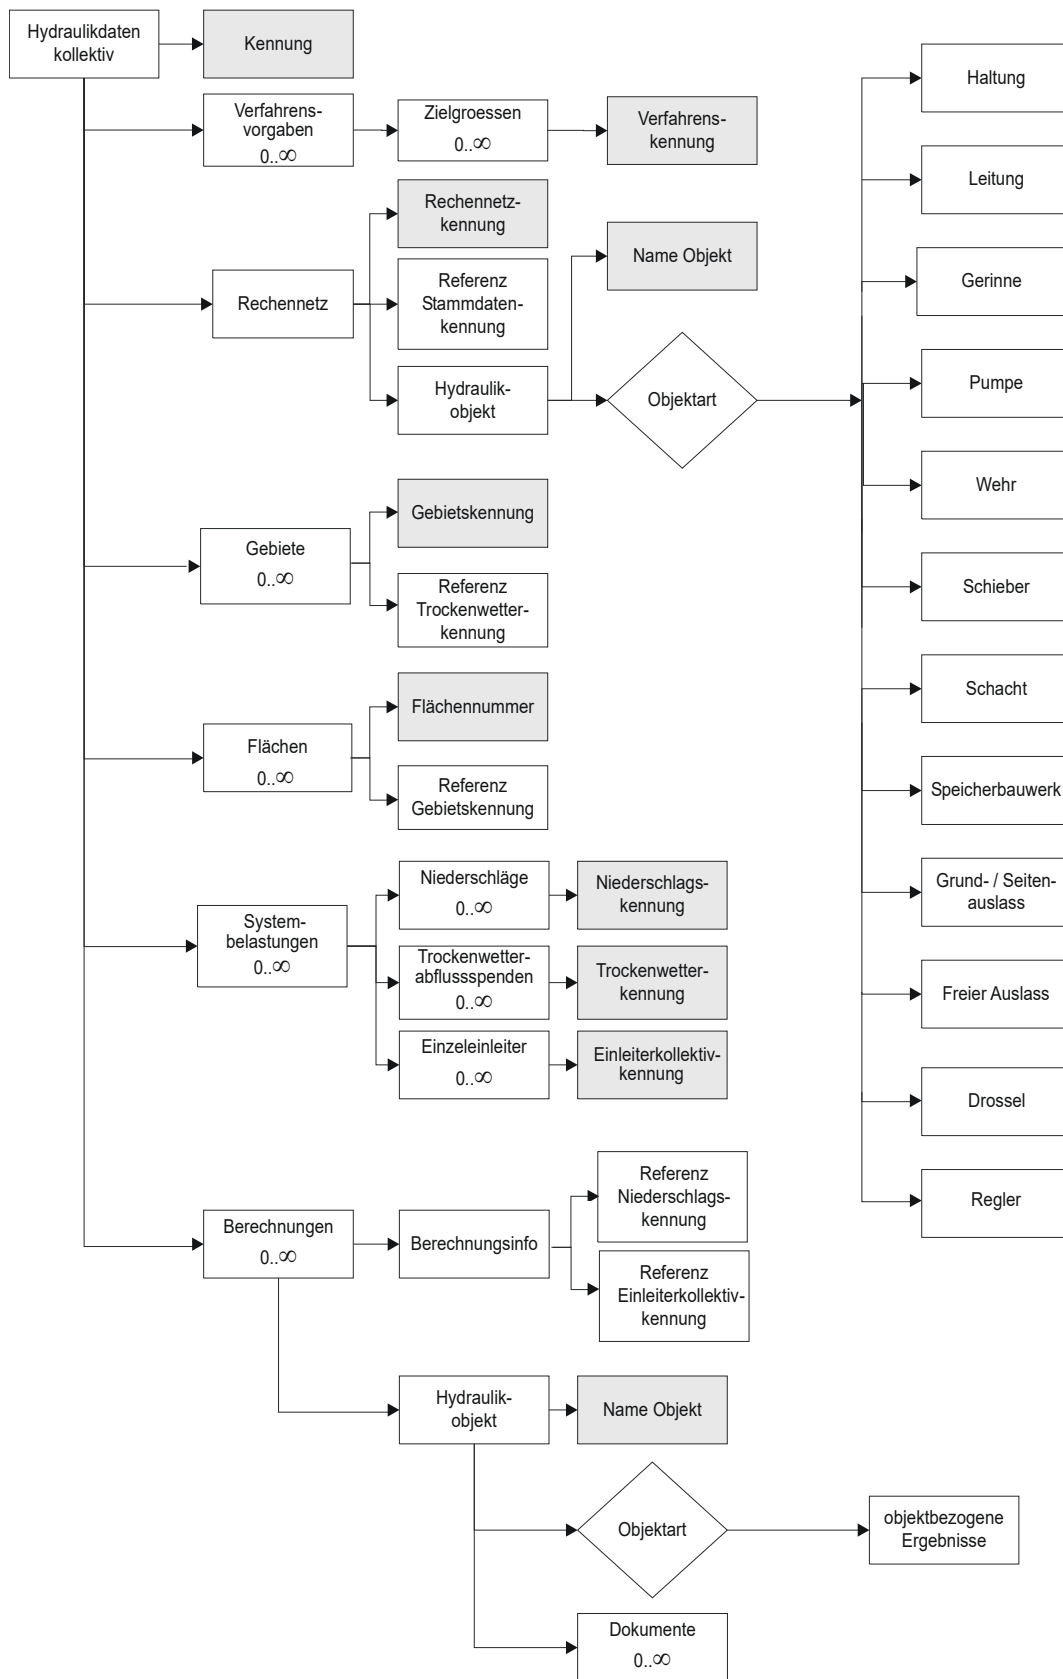 Hydraulikdaten
kollektiv
Kennung
Verfahrens-
vorgaben
0..∞
Zielgroessen
0..∞
Verfahrens-
kennung
Rechennetz
Rechennetz-
kennung
Referenz
Stammdaten-
kennung
Hydraulik-
objekt
Name Objekt
Objektart
Haltung
Leitung
Gerinne
Pumpe
Wehr
Schieber
Schacht
Speicherbauwerk
Grund- / Seiten-
auslass
Freier Auslass
Drossel
Regler
Gebiete
0..∞
Gebietskennung
Referenz
Trockenwetter-
kennung
Flächen
0..∞
Flächennummer
Referenz
Gebietskennung
System-
belastungen
0..∞
Niederschläge
0..∞
Niederschlags-
kennung
Trockenwetter-
abflussspenden
0..∞
Trockenwetter-
kennung
Einzeleinleiter
0..∞
Einleiterkollektiv-
kennung
Berechnungen
0..∞
Berechnungsinfo
Referenz
Niederschlags-
kennung
Referenz
Einleiterkollektiv-
kennung
Hydraulik-
objekt
Name Objekt
Objektart
objektbezogene
Ergebnisse
Dokumente
0..∞